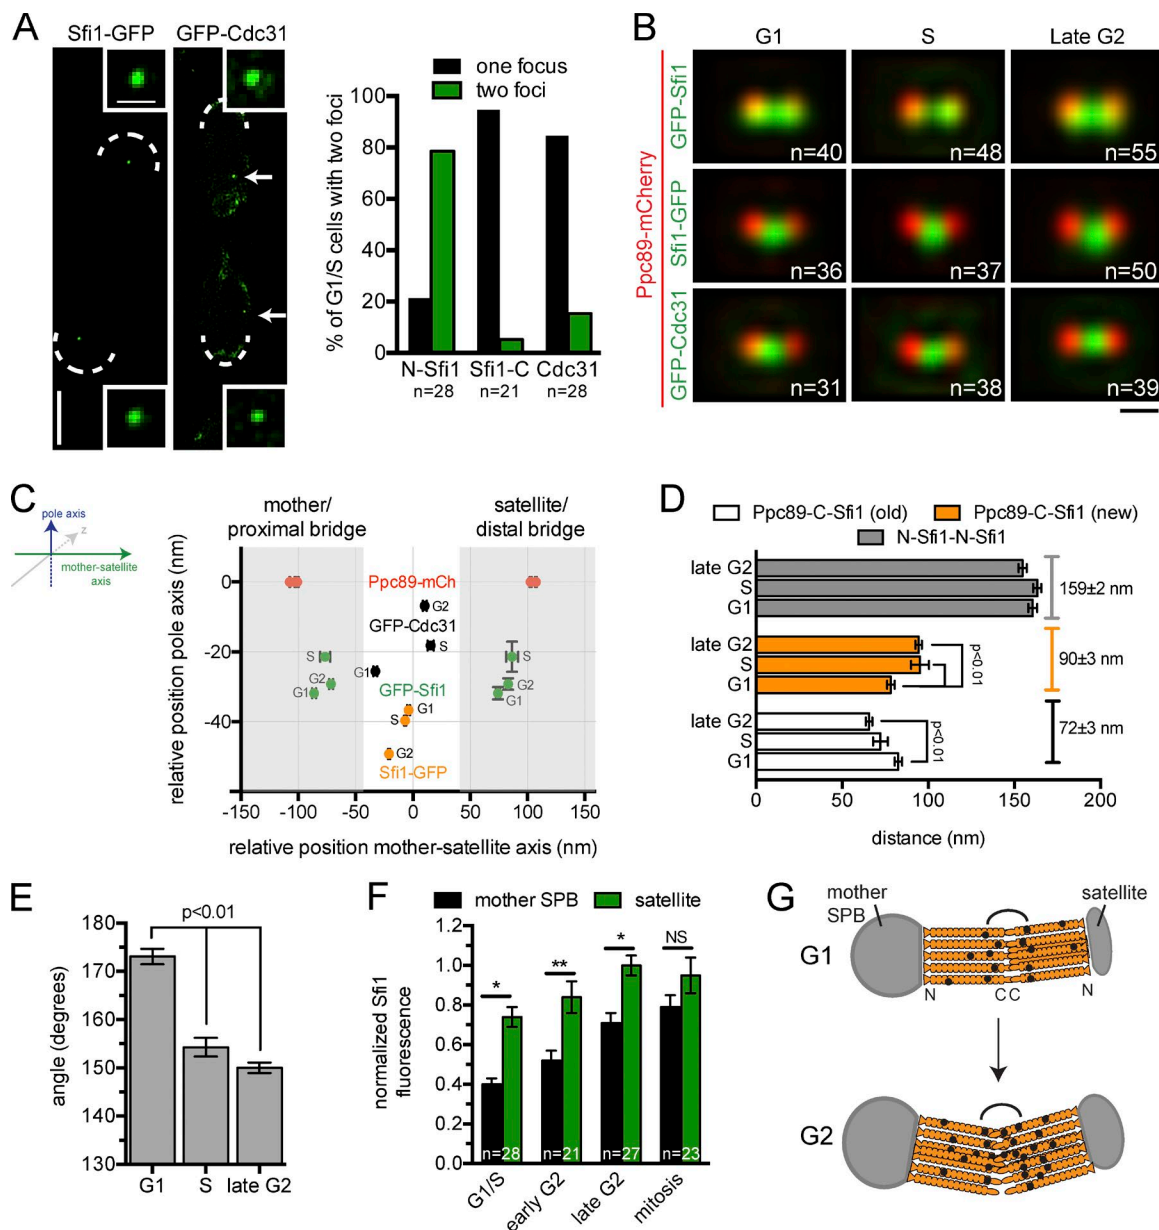 A
Sfi1-GFP GFP-Cdc31
one focus
two foci
% of G1/S cells with two foci
100
80
60
40
20
0
N-Sfi1 Sfi1-C Cdc31
n=28 n=21 n=28
B
G1 S Late G2
Ppc89-mCherry
GFP-Sfi1
n=40 n=48 n=55
Sfi1-GFP
n=36 n=37 n=50
GFP-Cdc31
n=31 n=38 n=39
C
pole axis
z
mother-satellite
axis
mother/
proximal bridge
satellite/
distal bridge
relative position pole axis (nm)
0
-20
-40
Ppc89-mCh
G2
GFP-Cdc31
S
S
S
G1
G2
G1
GFP-Sfi1
G2
G1
G1
S
G2
Sfi1-GFP
-150 -100 -50 0 50 100 150
relative position mother-satellite axis (nm)
D
Ppc89-C-Sfi1 (old) Ppc89-C-Sfi1 (new)
N-Sfi1-N-Sfi1
late G2
S
G1
159±2 nm
late G2
S
G1
p<0.01
90±3 nm
late G2
S
G1
p<0.01
72±3 nm
0 50 100 150 200
distance (nm)
E
p<0.01
angle (degrees)
180
170
160
150
140
130
G1 S late G2
F
mother SPB satellite
normalized Sfi1
fluorescence
1.2
1.0
0.8
0.6
0.4
0.2
0.0
* ** * NS
n=28 n=21 n=27 n=23
G1/S early G2 late G2 mitosis
G
mother
SPB
satellite
G1
N C C N
G2